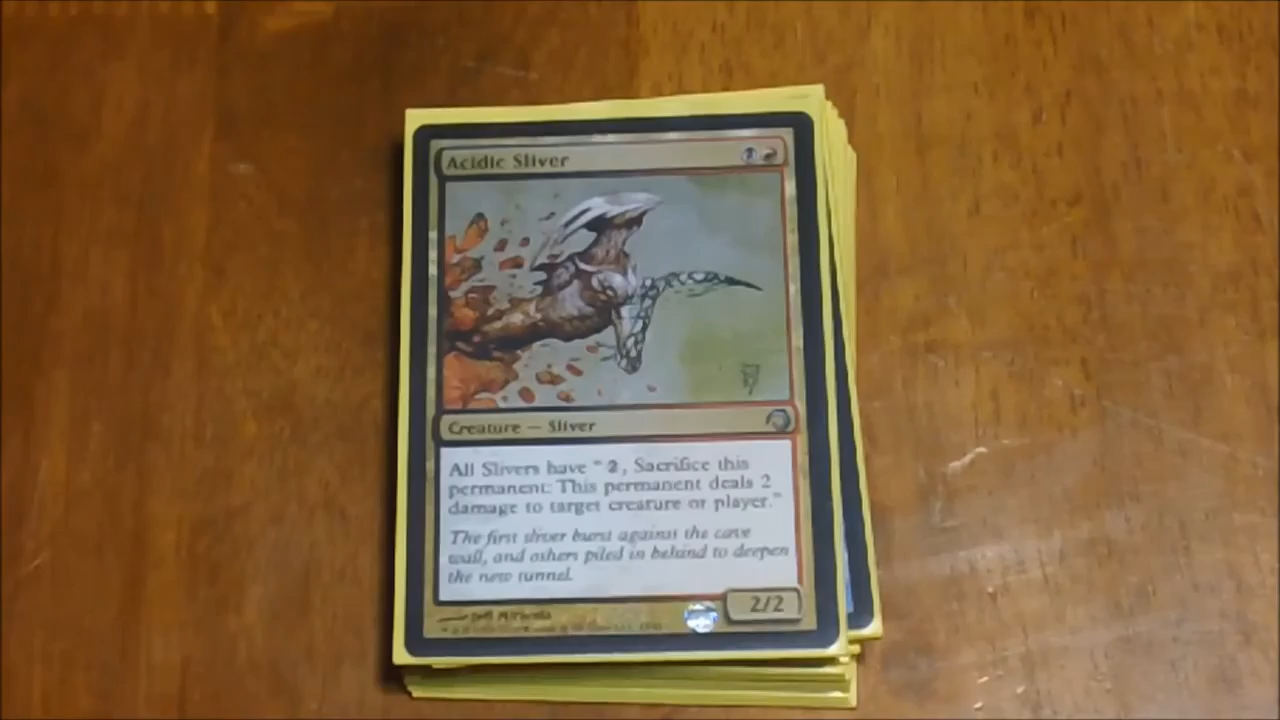 Acidic Sliver
Creature — Sliver
All Slivers have "2, Sacrifice this
permanent: This permanent deals 2
damage to target creature or player."
The first sliver burst against the cave
wall, and others piled in behind to deepen
the new tunnel.
2/2